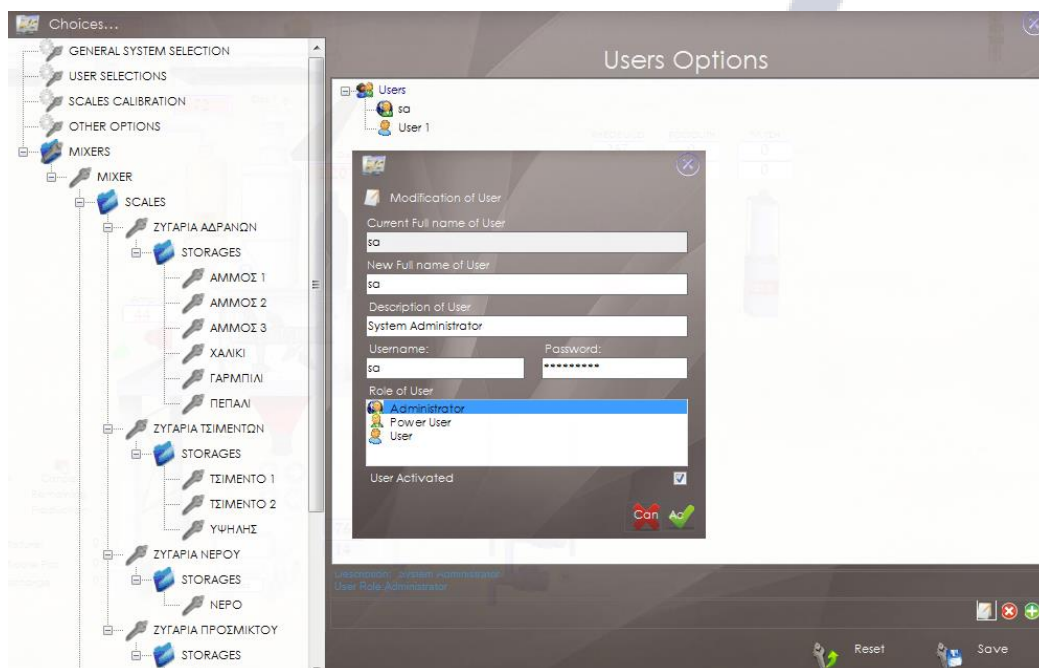 Choices...
GENERAL SYSTEM SELECTION
USER SELECTIONS
SCALES CALIBRATION
OTHER OPTIONS
MIXERS
MIXER
SCALES
ΖΥΓΑΡΙΑ ΑΔΡΑΝΩΝ
STORAGES
ΑΜΜΟΣ 1
ΑΜΜΟΣ 2
ΑΜΜΟΣ 3
ΧΑΛΙΚΙ
ΓΑΡΜΠΙΛΙ
ΠΕΠΑΛΙ
ΖΥΓΑΡΙΑ ΤΣΙΜΕΝΤΩΝ
STORAGES
ΤΣΙΜΕΝΤΟ 1
ΤΣΙΜΕΝΤΟ 2
ΥΨΗΛΗΣ
ΖΥΓΑΡΙΑ ΝΕΡΟΥ
STORAGES
ΝΕΡΟ
ΖΥΓΑΡΙΑ ΠΡΟΣΜΙΚΤΟΥ
STORAGES
Users Options
Users
sa
User 1
Modification of User
Current Full name of User
sa
New Full name of User
sa
Description of User
System Administrator
Username: Password:
sa *********
Role of User
Administrator
Power User
User
User Activated
Can
Description: System Administrator
User Role: Administrator
Reset Save